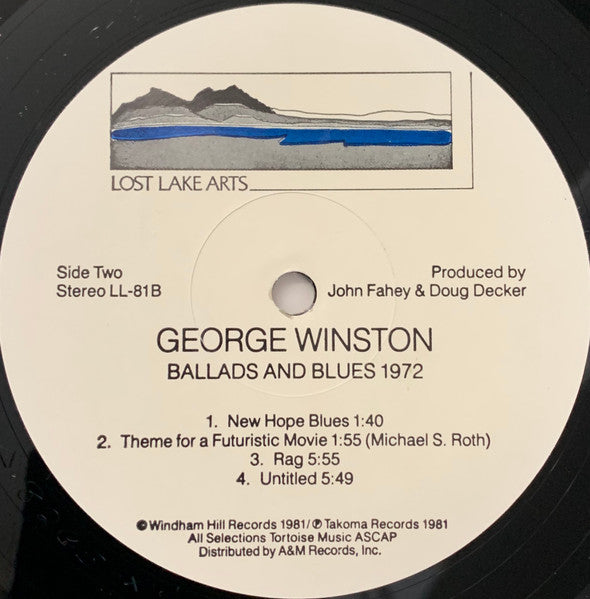 LOST LAKE ARTS
Side Two
Stereo LL-81B
Produced by
John Fahey & Doug Decker
GEORGE WINSTON
BALLADS AND BLUES 1972
1. New Hope Blues 1:40
2. Theme for a Futuristic Movie 1:55 (Michael S. Roth)
3. Rag 5:55
4. Untitled 5:49
©Windham Hill Records 1981/℗ Takoma Records 1981
All Selections Tortoise Music ASCAP
Distributed by A&M Records, Inc.